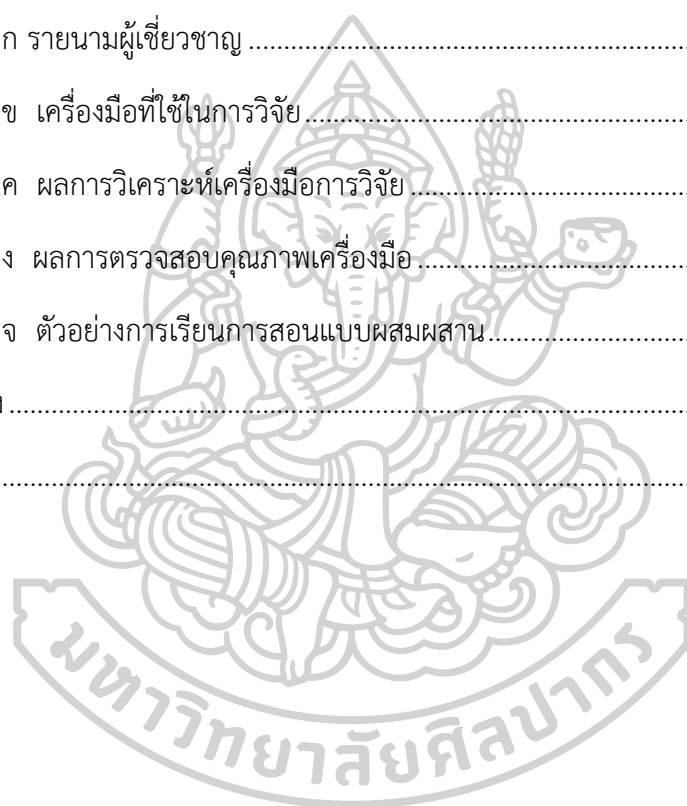 ก รายนามผู้เชี่ยวชาญ ........................................................................
ข เครื่องมือที่ใช้ในการวิจัย ...............................................................
ค ผลการวิเคราะห์เครื่องมือการวิจัย ..............................................
ง ผลการตรวจสอบคุณภาพเครื่องมือ .............................................
จ ตัวอย่างการเรียนการสอนแบบผสมผสาน ..................................
มหาวิทยาลัยศิลปากร